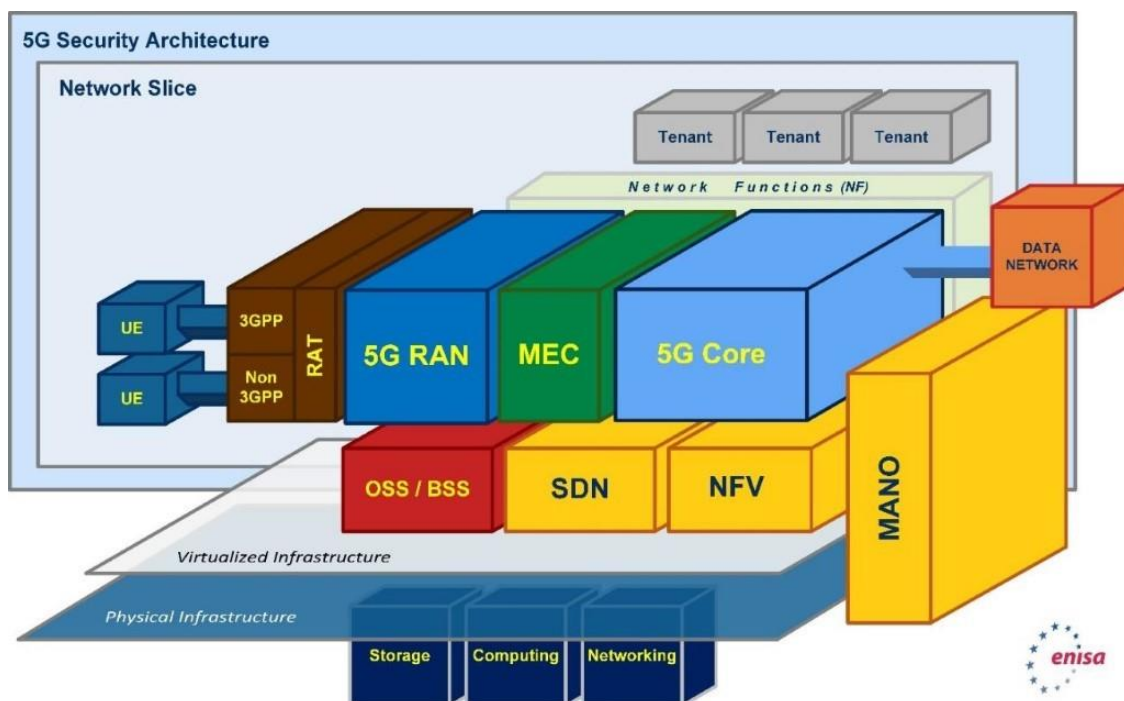 5G Security Architecture
Network Slice
Tenant
Tenant
Tenant
Network Functions (NF)
DATA
NETWORK
UE
3GPP
UE
Non
3GPP
RAT
5G RAN
MEC
5G Core
OSS / BSS
SDN
NFV
MANO
Virtualized Infrastructure
Physical Infrastructure
Storage
Computing
Networking
enisa